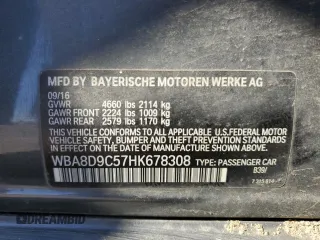 MFD BY BAYERISCHE MOTOREN WERKE AG
09/16
GVWR 4660 lbs 2114 kg
GAWR FRONT 2224 lbs 1009 kg
GAWR REAR 2579 lbs 1170 kg
THIS VEHICLE CONFORMS TO ALL APPLICABLE
FEDERAL MOTOR VEHICLE SAFETY, BUMPER, AND
THEFT PREVENTION STANDARDS IN EFFECT ON
THE DATE OF MANUFACTURE SHOWN ABOVE.
WBA8D9C57HK678308 TYPE: PASSENGER CAR
B39/